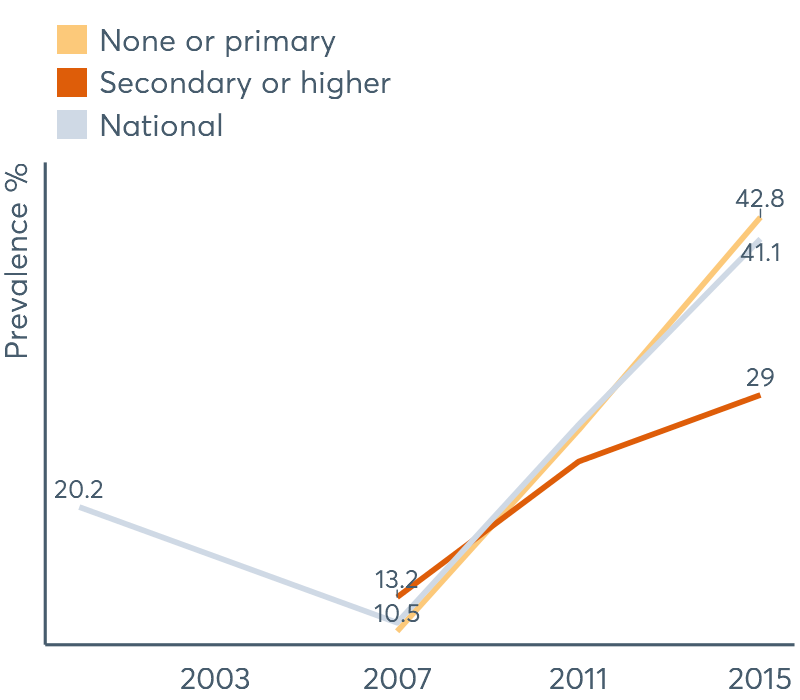 None or primary
Secondary or higher
National
Prevalence %
42.8
41.1
29
20.2
13.2
10.5
2003 2007 2011 2015